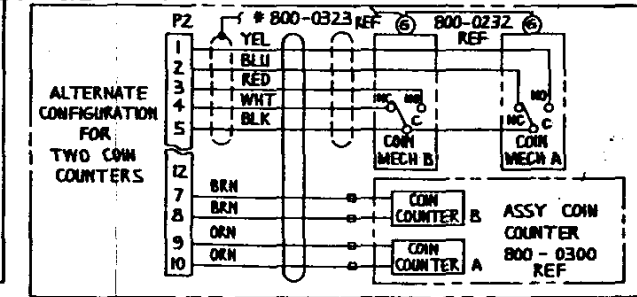 P2
# 800-0323 REF
6
800-0232 REF
6
1 YEL
2 BLU
3 RED
4 WHT
5 BLK
12
7 BRN
8 BRN
9 ORN
10 ORN
ALTERNATE
CONFIGURATION
FOR
TWO COIN
COUNTERS
NC
NO
C
COIN
MECH B
NO
NC
C
COIN
MECH A
COIN
COUNTER B
COIN
COUNTER A
ASSY COIN
COUNTER
800-0300
REF